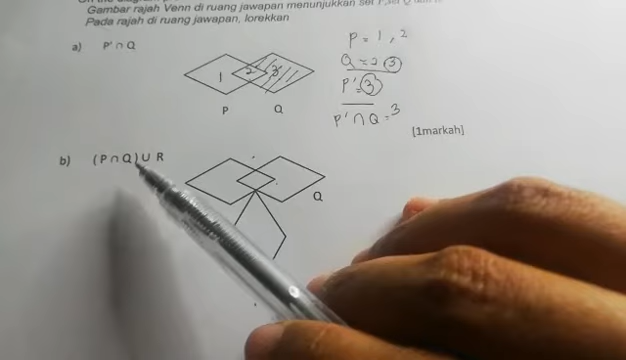 Gambar rajah Venn di ruang jawapan menunjukkan set P, set Q
Pada rajah di ruang jawapan, lorekkan
a) P' ∩ Q
1 2 3
P Q
P = 1, 2
Q = 2 3
P' = 3
P' ∩ Q = 3
[1markah]
b) (P ∩ Q) ∪ R
Q